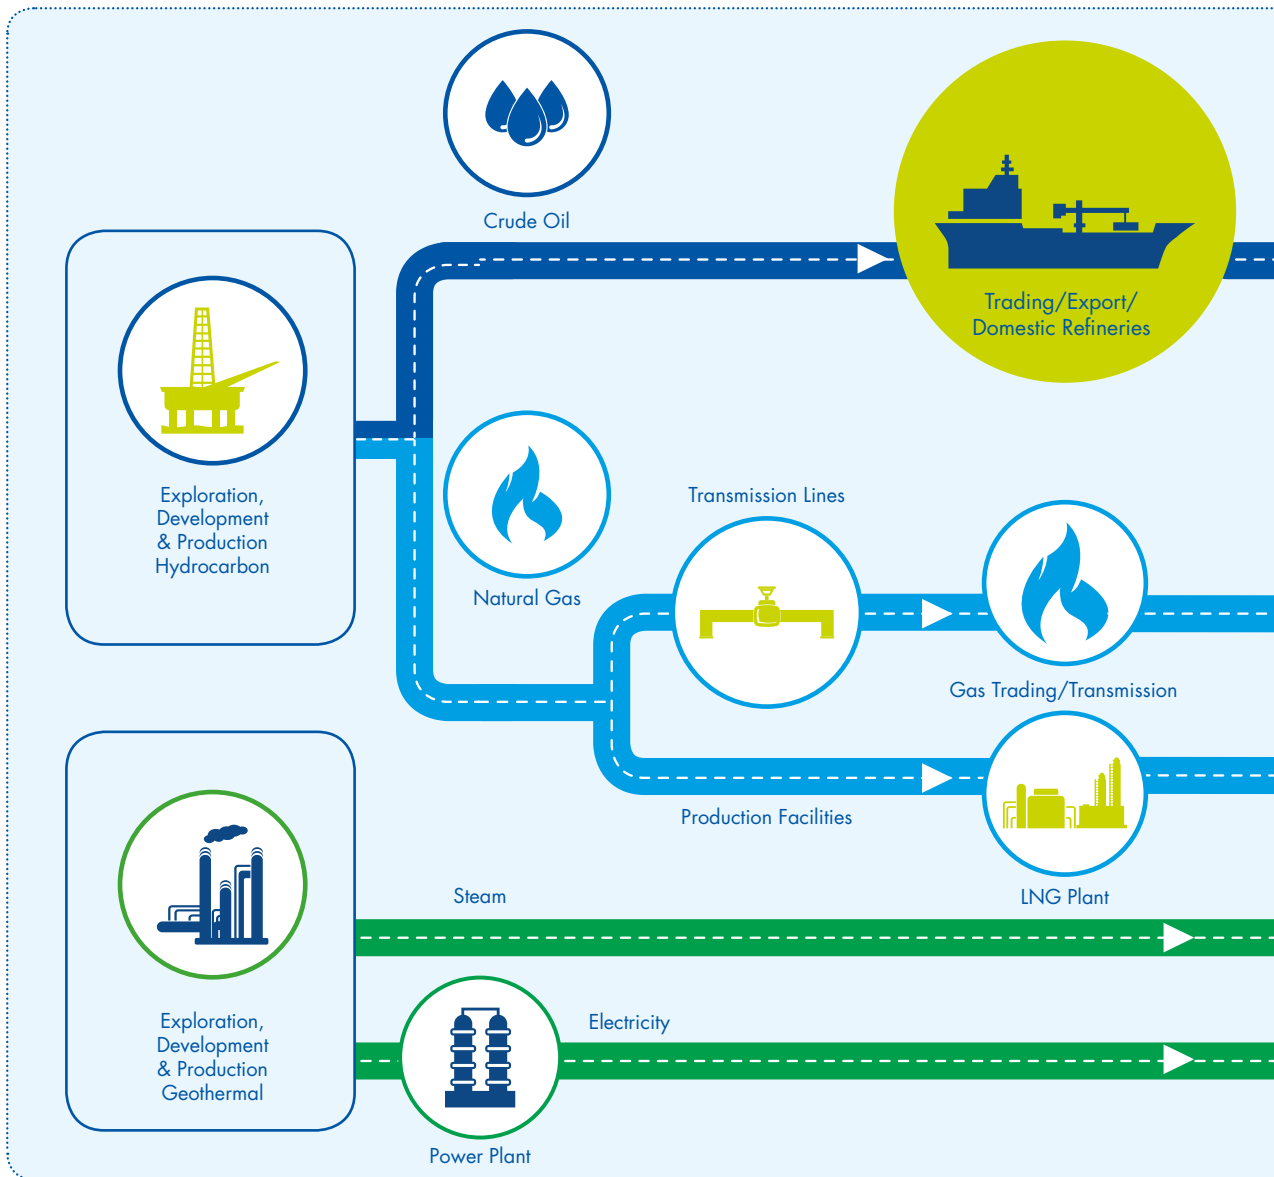 Crude Oil
Trading/Export/
Domestic Refineries
Exploration,
Development
& Production
Hydrocarbon
Natural Gas
Transmission Lines
Gas Trading/Transmission
Production Facilities
LNG Plant
Steam
Exploration,
Development
& Production
Geothermal
Electricity
Power Plant